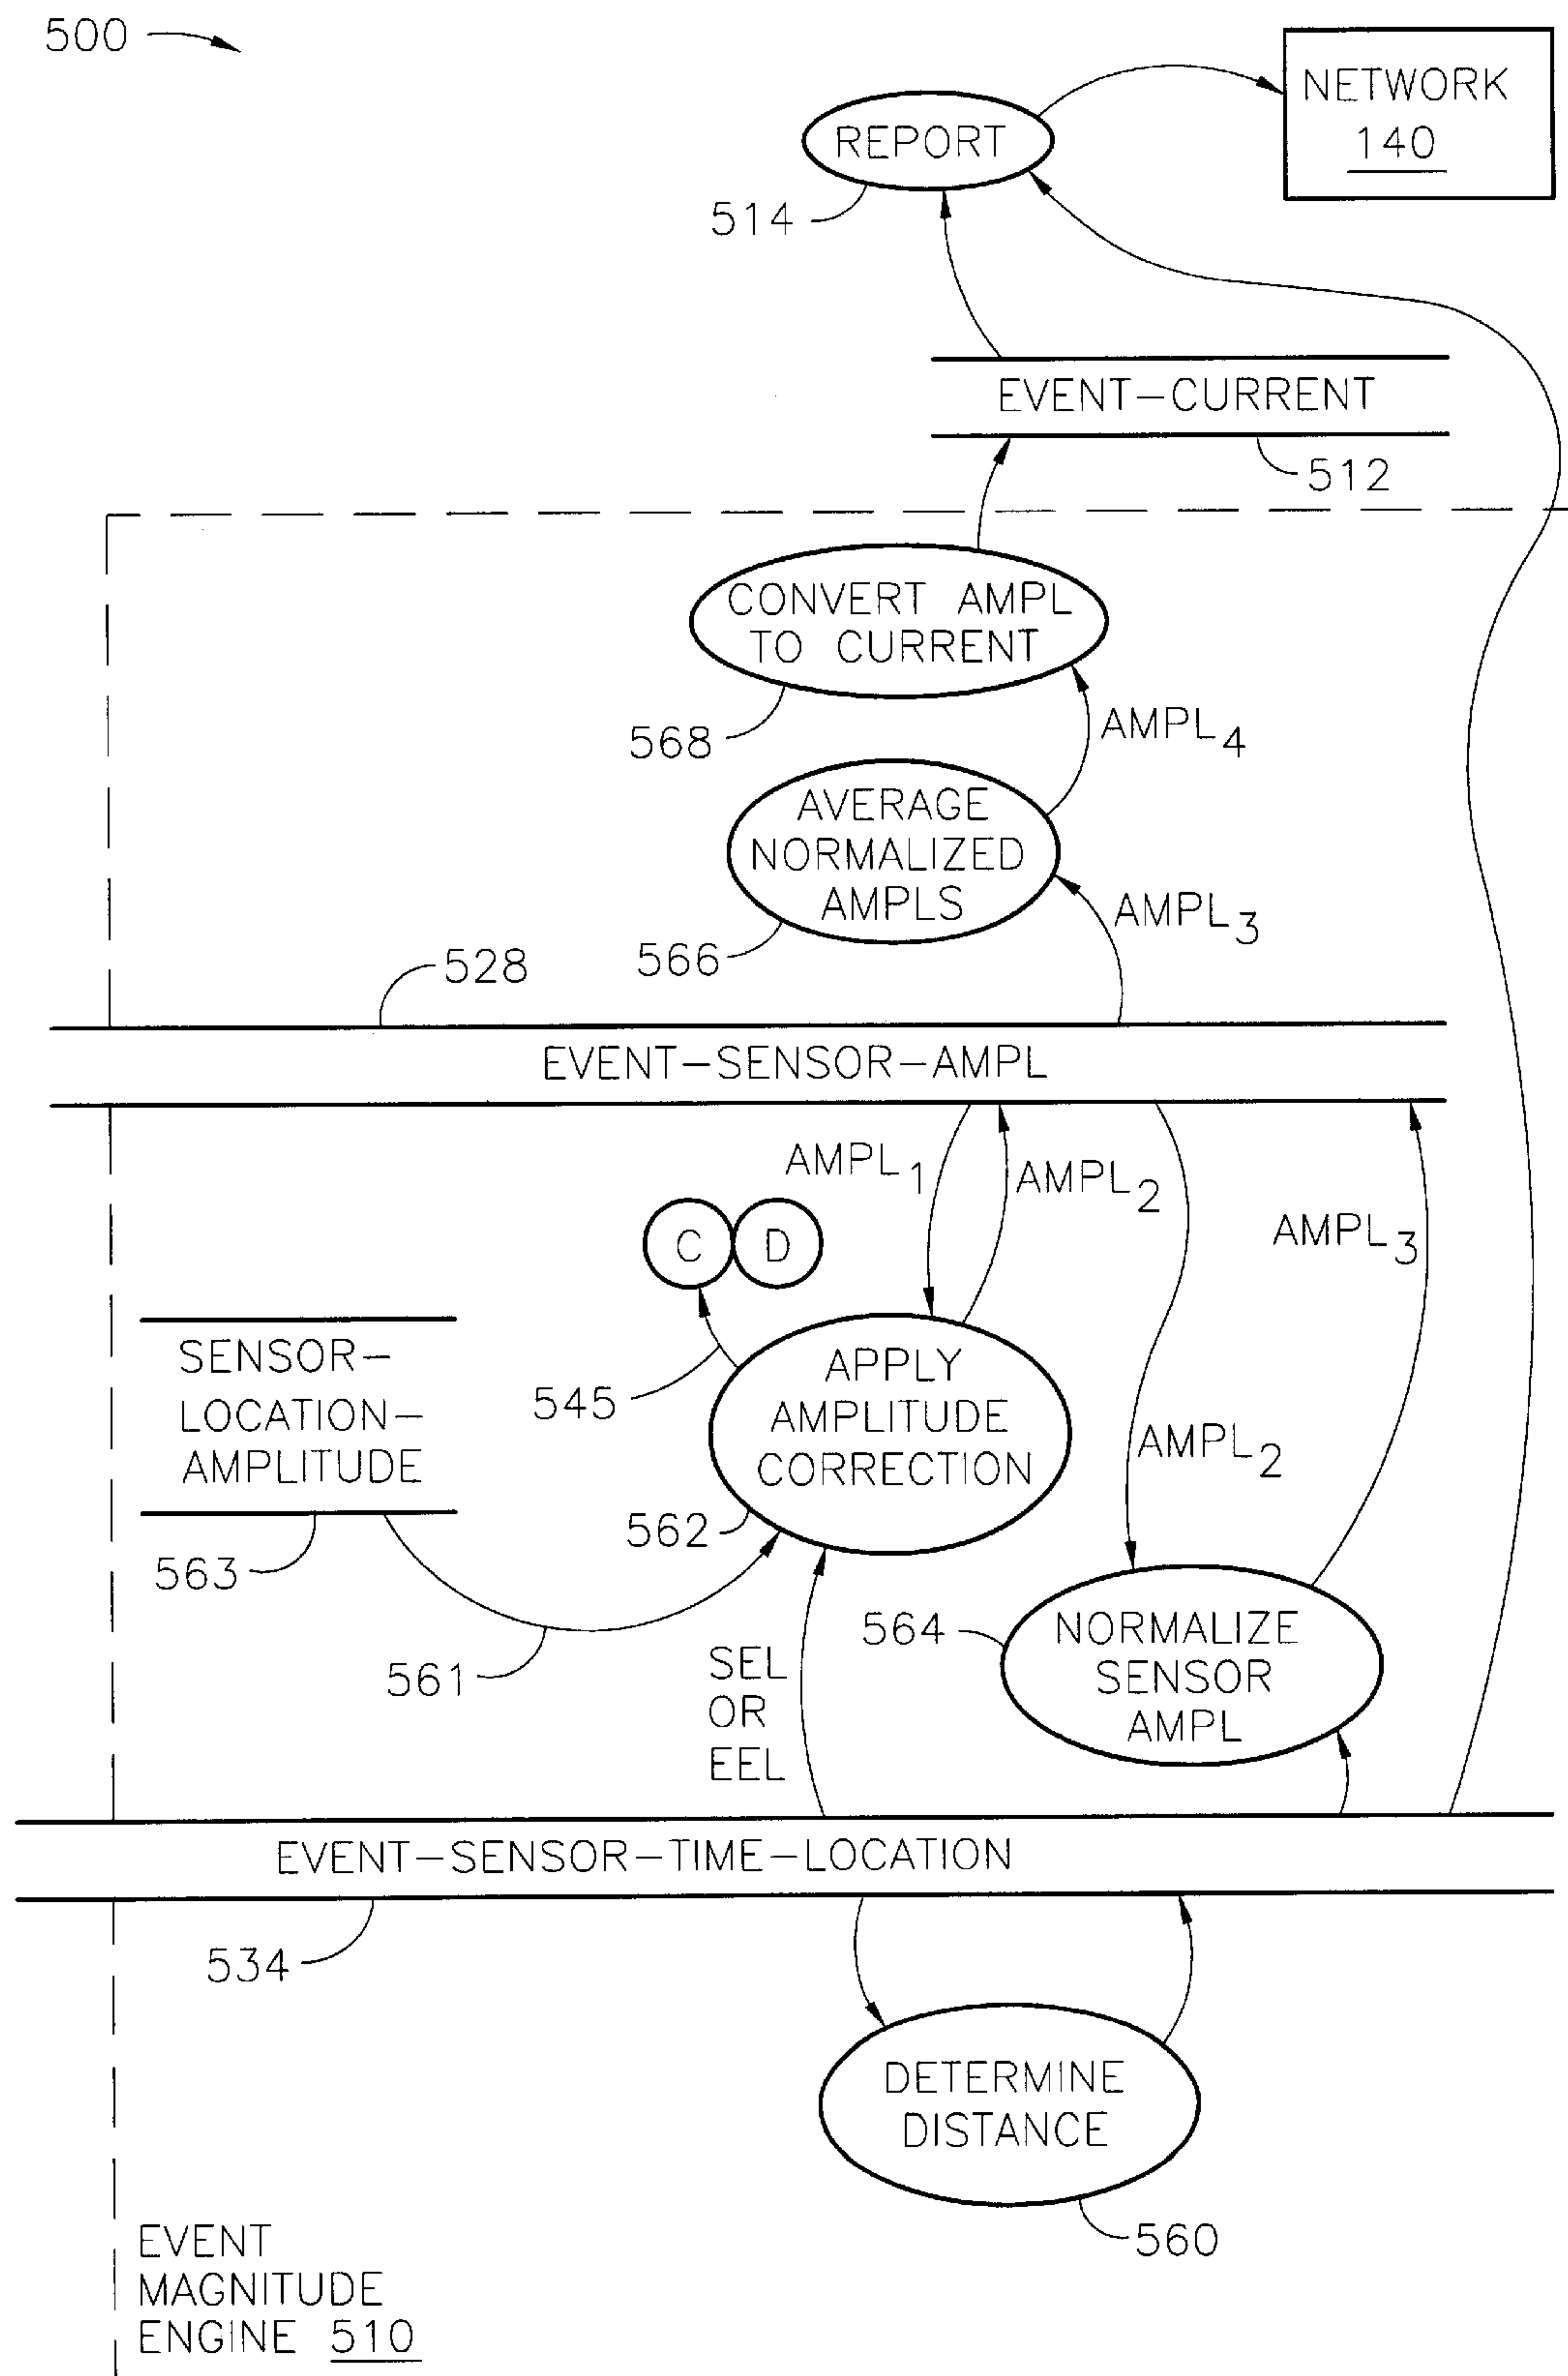 500
NETWORK
140
REPORT
514
EVENT-CURRENT
512
CONVERT AMPL
TO CURRENT
568
AMPL4
AVERAGE
NORMALIZED
AMPLS
566
AMPL3
528
EVENT-SENSOR-AMPL
AMPL1
AMPL2
AMPL3
C
D
545
SENSOR-
LOCATION-
AMPLITUDE
563
APPLY
AMPLITUDE
CORRECTION
562
AMPL2
561
SEL
OR
EEL
564
NORMALIZE
SENSOR
AMPL
EVENT-SENSOR-TIME-LOCATION
534
DETERMINE
DISTANCE
560
EVENT
MAGNITUDE
ENGINE 510